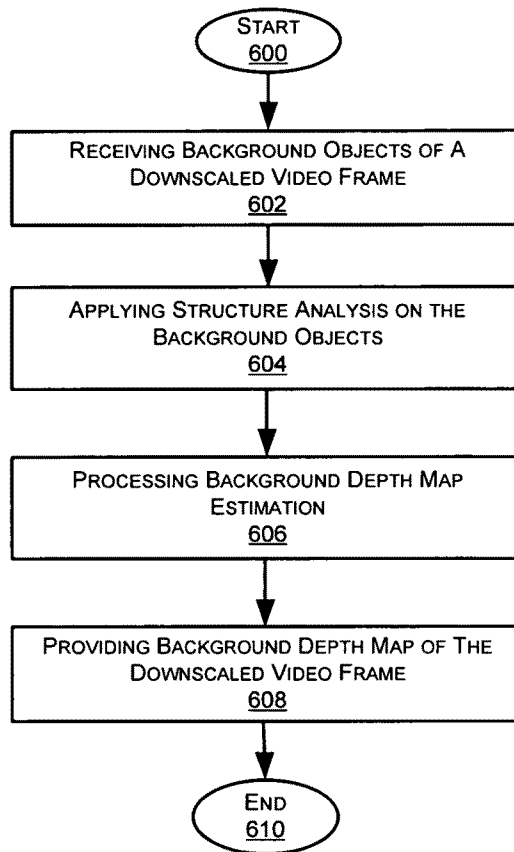 START
600
RECEIVING BACKGROUND OBJECTS OF A
DOWNSCALED VIDEO FRAME
602
APPLYING STRUCTURE ANALYSIS ON THE
BACKGROUND OBJECTS
604
PROCESSING BACKGROUND DEPTH MAP
ESTIMATION
606
PROVIDING BACKGROUND DEPTH MAP OF THE
DOWNSCALED VIDEO FRAME
608
END
610